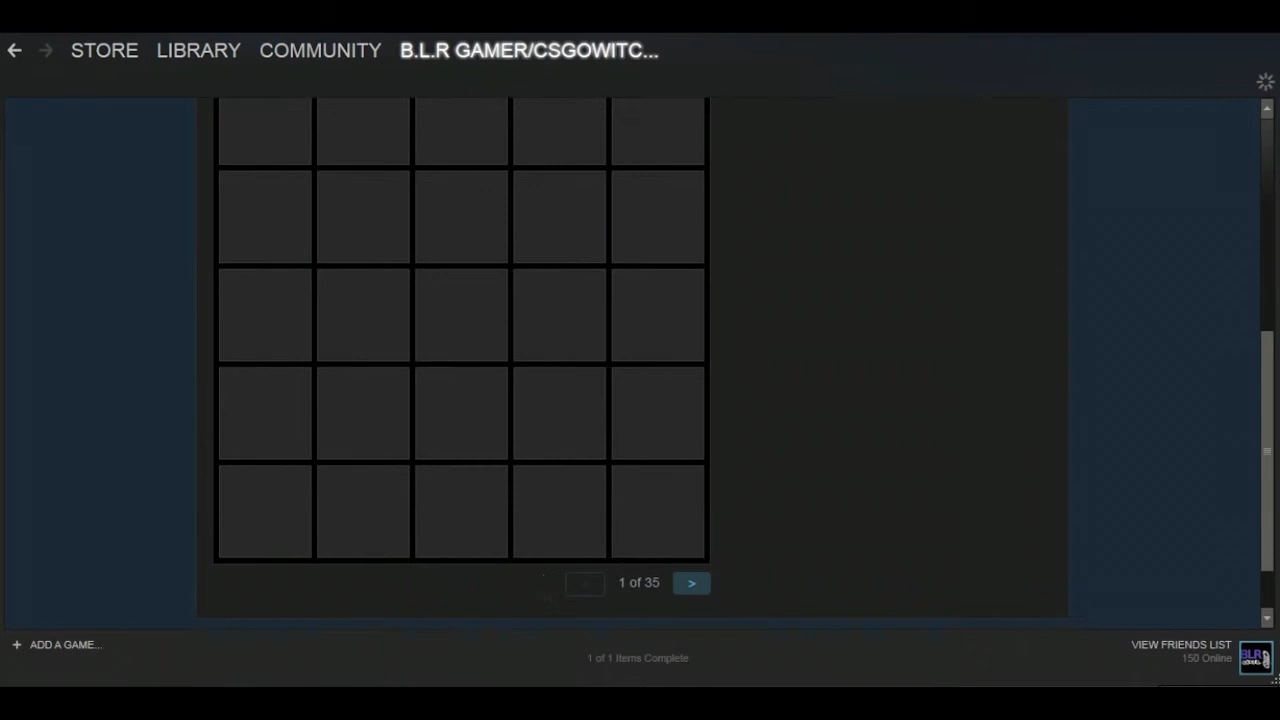 STORE LIBRARY COMMUNITY B.L.R GAMER/CSGOWITC...
1 of 35 >
+ ADD A GAME...
1 of 1 Items Complete
VIEW FRIENDS LIST
150 Online
BLR